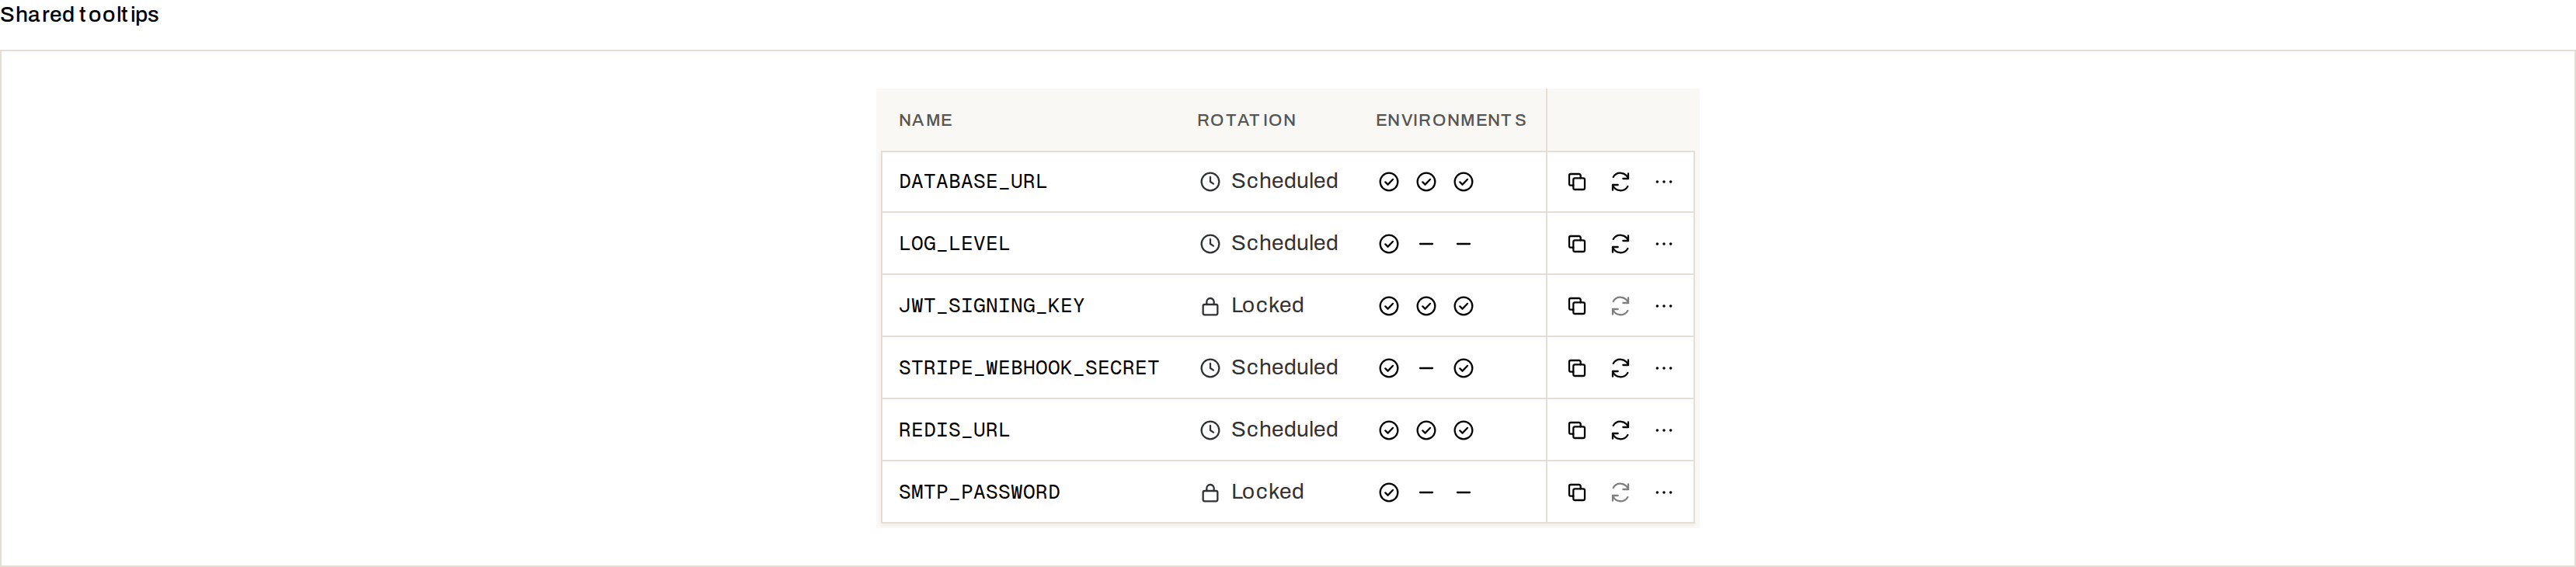 Shared tooltips
NAME ROTATION ENVIRONMENTS
DATABASE_URL Scheduled
LOG_LEVEL Scheduled
JWT_SIGNING_KEY Locked
STRIPE_WEBHOOK_SECRET Scheduled
REDIS_URL Scheduled
SMTP_PASSWORD Locked